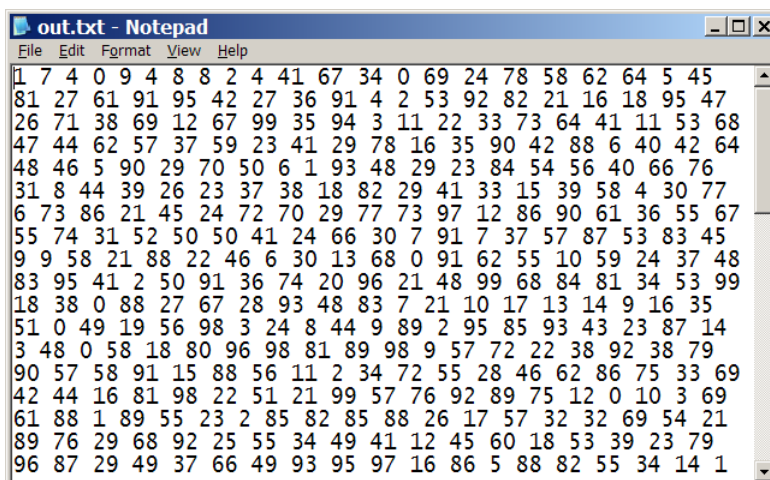 out.txt - Notepad
File Edit Format View Help
1 7 4 0 9 4 8 8 2 4 41 67 34 0 69 24 78 58 62 64 5 45
81 27 61 91 95 42 27 36 91 4 2 53 92 82 21 16 18 95 47
26 71 38 69 12 67 99 35 94 3 11 22 33 73 64 41 11 53 68
47 44 62 57 37 59 23 41 29 78 16 35 90 42 88 6 40 42 64
48 46 5 90 29 70 50 6 1 93 48 29 23 84 54 56 40 66 76
31 8 44 39 26 23 37 38 18 82 29 41 33 15 39 58 4 30 77
6 73 86 21 45 24 72 70 29 77 73 97 12 86 90 61 36 55 67
55 74 31 52 50 50 41 24 66 30 7 91 7 37 57 87 53 83 45
9 9 58 21 88 22 46 6 30 13 68 0 91 62 55 10 59 24 37 48
83 95 41 2 50 91 36 74 20 96 21 48 99 68 84 81 34 53 99
18 38 0 88 27 67 28 93 48 83 7 21 10 17 13 14 9 16 35
51 0 49 19 56 98 3 24 8 44 9 89 2 95 85 93 43 23 87 14
3 48 0 58 18 80 96 98 81 89 98 9 57 72 22 38 92 38 79
90 57 58 91 15 88 56 11 2 34 72 55 28 46 62 86 75 33 69
42 44 16 81 98 22 51 21 99 57 76 92 89 75 12 0 10 3 69
61 88 1 89 55 23 2 85 82 85 88 26 17 57 32 32 69 54 21
89 76 29 68 92 25 55 34 49 41 12 45 60 18 53 39 23 79
96 87 29 49 37 66 49 93 95 97 16 86 5 88 82 55 34 14 1